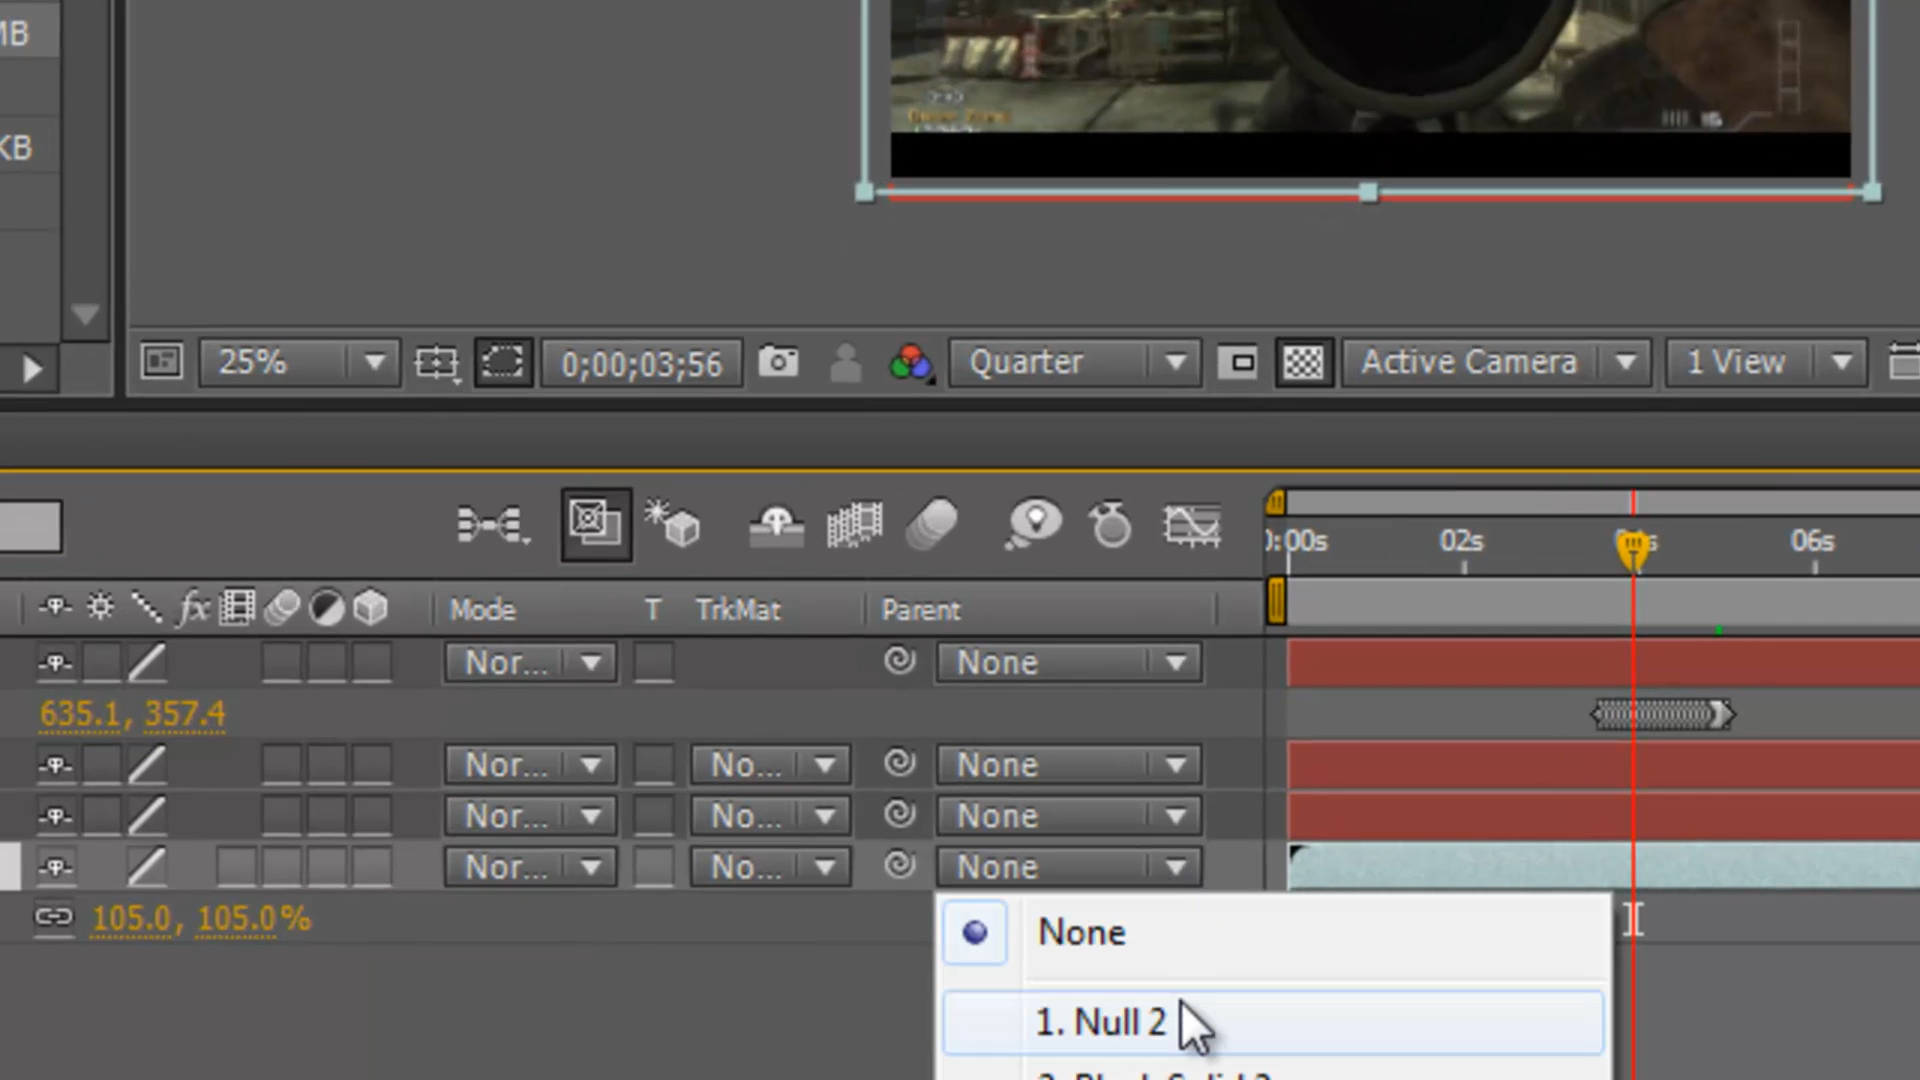 MB
KB
25%
0;00;03;56
Quarter
Active Camera
1 View
0:00s
02s
06s
fx
Mode
T
TrkMat
Parent
Nor...
None
635.1, 357.4
Nor...
No...
None
Nor...
No...
None
Nor...
No...
None
105.0, 105.0%
None
1. Null 2